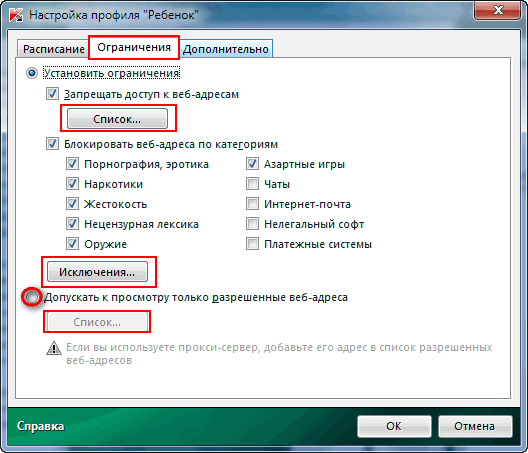 Настройка профиля "Ребенок"
Расписание Ограничения Дополнительно
Установить ограничения
Запрещать доступ к веб-адресам
Список...
Блокировать веб-адреса по категориям
Порнография, эротика
Азартные игры
Наркотики
Чаты
Жестокость
Интернет-почта
Нецензурная лексика
Нелегальный софт
Оружие
Платежные системы
Исключения...
Допускать к просмотру только разрешенные веб-адреса
Список...
Если вы используете прокси-сервер, добавьте его адрес в список разрешенных
веб-адресов
Справка
ОК
Отмена